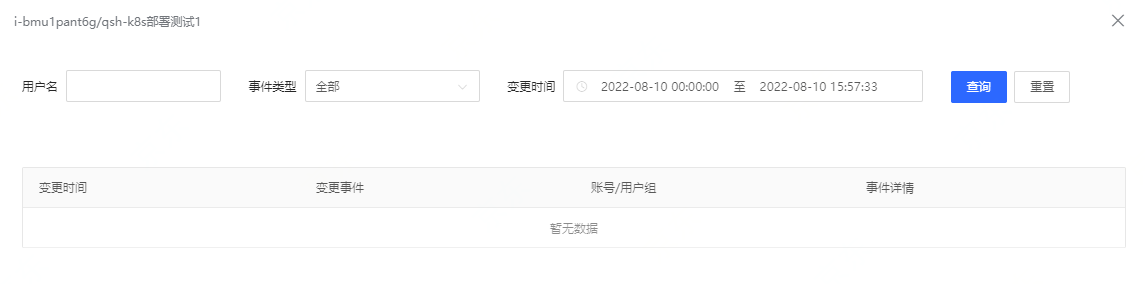 i-bmu1pant6g/qsh-k8s部署测试1
用户名 事件类型 全部 变更时间 2022-08-10 00:00:00 至 2022-08-10 15:57:33 查询 重置
变更时间 变更事件 账号/用户组 事件详情
暂无数据